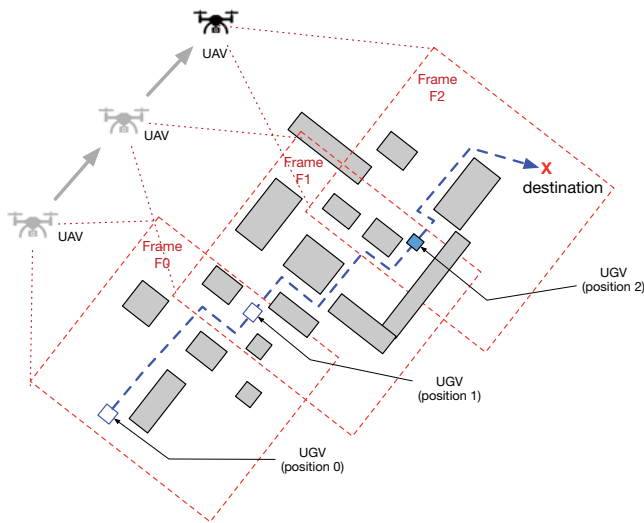 UAV
Frame
F2
UAV
Frame
F1
X
destination
UAV
Frame
F0
UGV
(position 2)
UGV
(position 1)
UGV
(position 0)